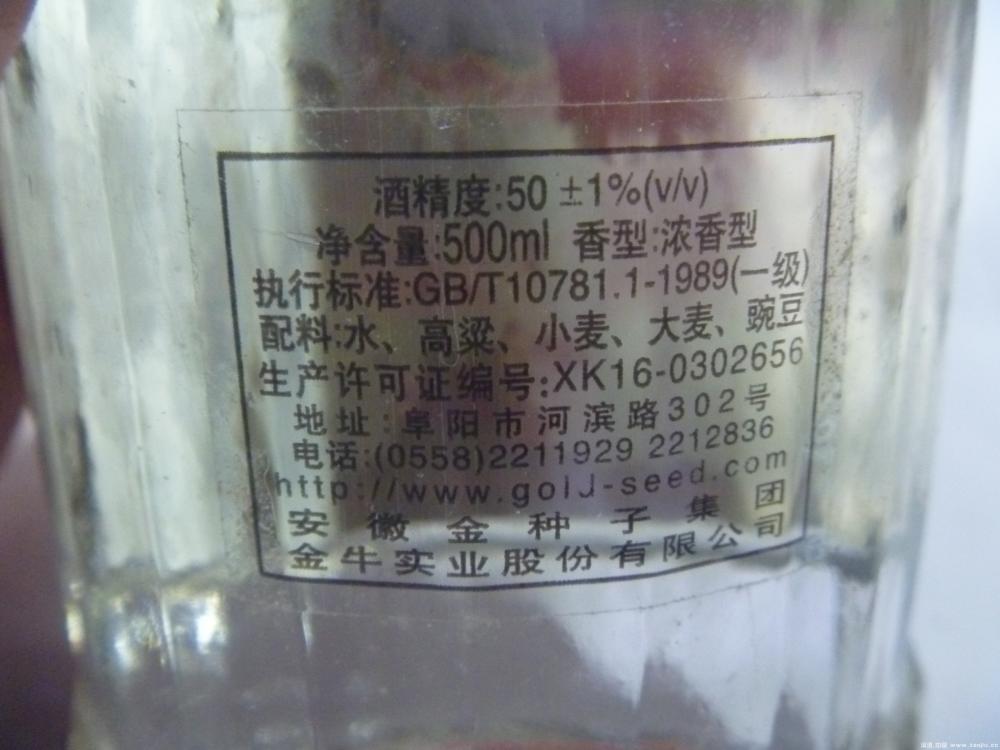 酒精度:50±1%(v/v)
净含量:500ml 香型:浓香型
执行标准:GB/T10781.1-1989(一级)
配料:水、高粱、小麦、大麦、豌豆
生产许可证编号:XK16-0302656
地址:阜阳市河滨路302号
电话:(0558)2211929 2212836
http://www.gold-seed.com
安徽金种子集团
金牛实业股份有限公司